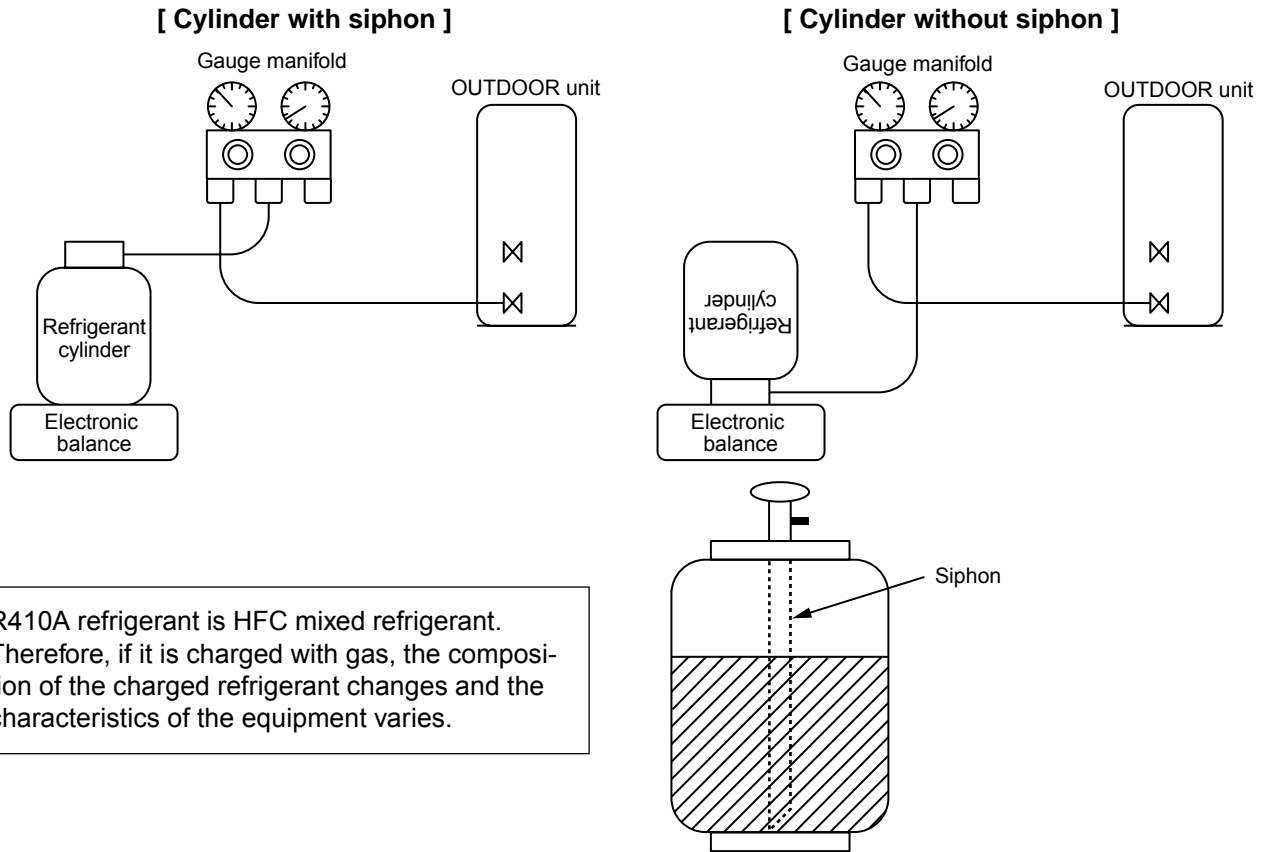 [ Cylinder with siphon ]
Gauge manifold
OUTDOOR unit
Refrigerant
cylinder
Electronic
balance
[ Cylinder without siphon ]
Gauge manifold
OUTDOOR unit
Refrigerant
cylinder
Electronic
balance
Siphon
R410A refrigerant is HFC mixed refrigerant.
Therefore, if it is charged with gas, the composi-
tion of the charged refrigerant changes and the
characteristics of the equipment varies.